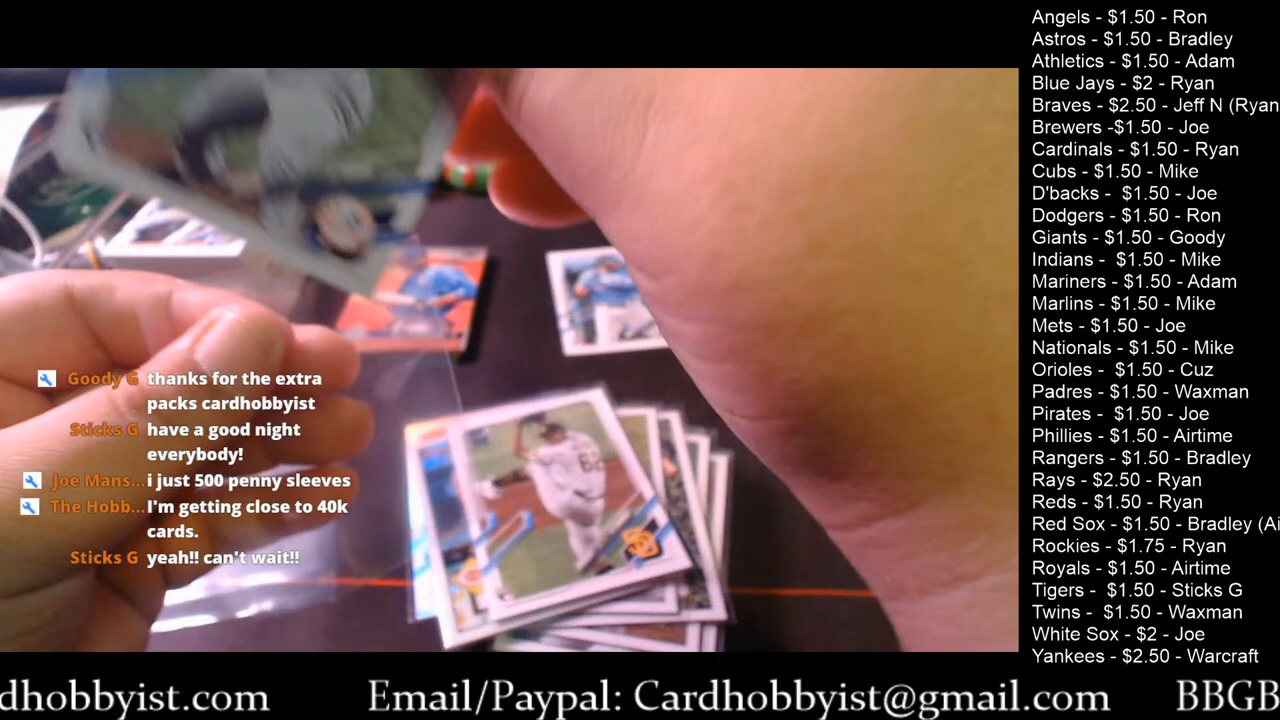 Angels - $1.50 - Ron
Astros - $1.50 - Bradley
Athletics - $1.50 - Adam
Blue Jays - $2 - Ryan
Braves - $2.50 - Jeff N (Ryan
Brewers -$1.50 - Joe
Cardinals - $1.50 - Ryan
Cubs - $1.50 - Mike
D'backs -  $1.50 - Joe
Dodgers - $1.50 - Ron
Giants - $1.50 - Goody
Indians -  $1.50 - Mike
Mariners - $1.50 - Adam
Marlins - $1.50 - Mike
Mets - $1.50 - Joe
Nationals - $1.50 - Mike
Orioles -  $1.50 - Cuz
Padres - $1.50 - Waxman
Pirates -  $1.50 - Joe
Phillies - $1.50 - Airtime
Rangers - $1.50 - Bradley
Rays - $2.50 - Ryan
Reds - $1.50 - Ryan
Red Sox - $1.50 - Bradley (Ai
Rockies - $1.75 - Ryan
Royals - $1.50 - Airtime
Tigers -  $1.50 - Sticks G
Twins -  $1.50 - Waxman
White Sox - $2 - Joe
Yankees - $2.50 - Warcraft
Goody G thanks for the extra
packs cardhobbyist
Sticks G have a good night
everybody!
Joe Mans... i just 500 penny sleeves
The Hobb... I'm getting close to 40k
cards.
Sticks G yeah!! can't wait!!
62
rdhobbyist.com Email/Paypal: Cardhobbyist@gmail.com BBGB